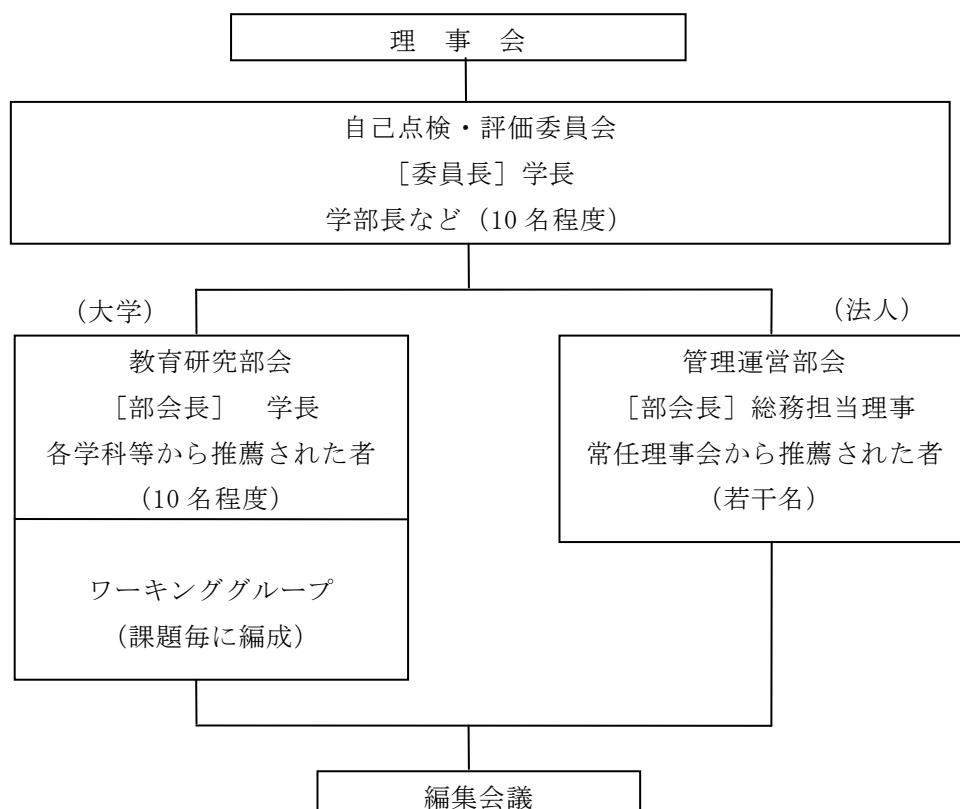 理 事 会
自己点検・評価委員会
［委員長］学長
学部長など（10名程度）
（大学）
（法人）
教育研究部会
［部会長］ 学長
各学科等から推薦された者
（10名程度）
ワーキンググループ
（課題毎に編成）
管理運営部会
［部会長］総務担当理事
常任理事会から推薦された者
（若干名）
編集会議